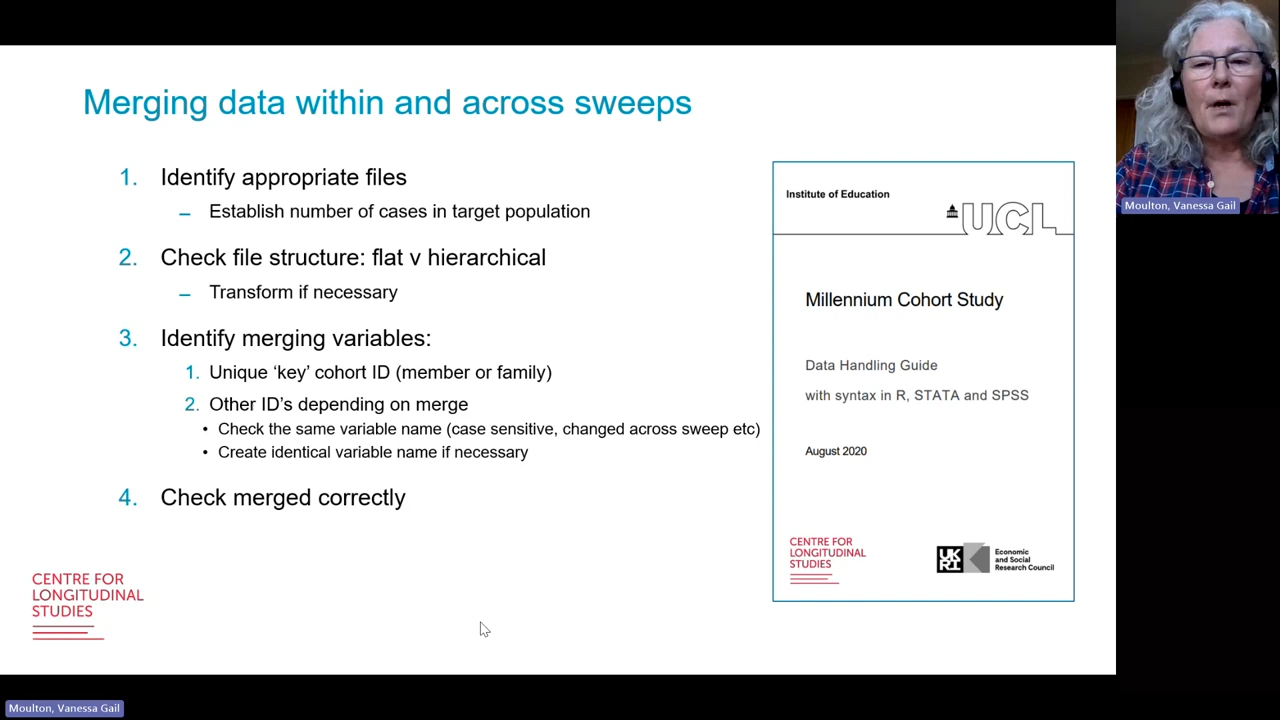 Merging data within and across sweeps
1. Identify appropriate files
– Establish number of cases in target population
2. Check file structure: flat v hierarchical
– Transform if necessary
3. Identify merging variables:
1. Unique ‘key’ cohort ID (member or family)
2. Other ID’s depending on merge
• Check the same variable name (case sensitive, changed across sweep etc)
• Create identical variable name if necessary
4. Check merged correctly
CENTRE FOR
LONGITUDINAL
STUDIES
Institute of Education
UCL
Millennium Cohort Study
Data Handling Guide
with syntax in R, STATA and SPSS
August 2020
CENTRE FOR
LONGITUDINAL
STUDIES
UK
RI
Economic
and Social
Research Council
Moulton, Vanessa Gail
Moulton, Vanessa Gail